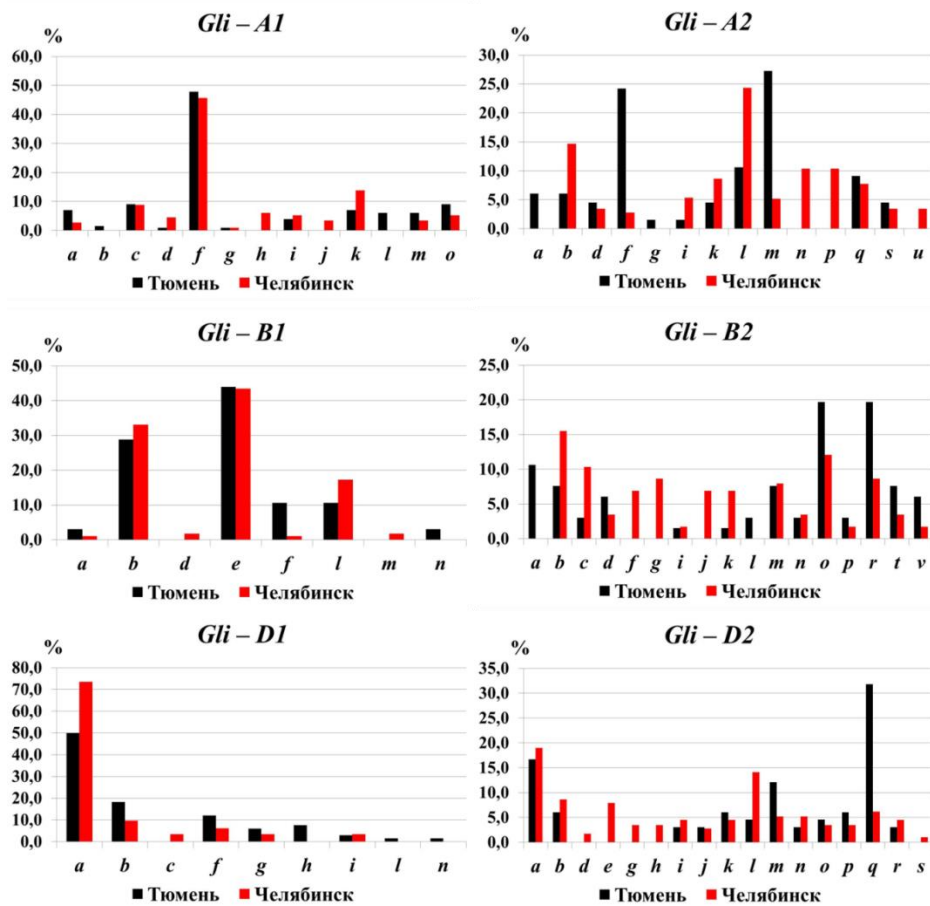 Gli – A1
%
60,0
50,0
40,0
30,0
20,0
10,0
0,0
a b c d f g h i j k l m o
Тюмень Челябинск
Gli – A2
%
30,0
25,0
20,0
15,0
10,0
5,0
0,0
a b d f g i k l m n p q s u
Тюмень Челябинск
Gli – B1
%
50,0
40,0
30,0
20,0
10,0
0,0
a b d e f l m n
Тюмень Челябинск
Gli – B2
%
25,0
20,0
15,0
10,0
5,0
0,0
a b c d f g i j k l m n o p r t v
Тюмень Челябинск
Gli – D1
%
80,0
70,0
60,0
50,0
40,0
30,0
20,0
10,0
0,0
a b c f g h i l n
Тюмень Челябинск
Gli – D2
%
35,0
30,0
25,0
20,0
15,0
10,0
5,0
0,0
a b d e g h i j k l m n o p q r s
Тюмень Челябинск